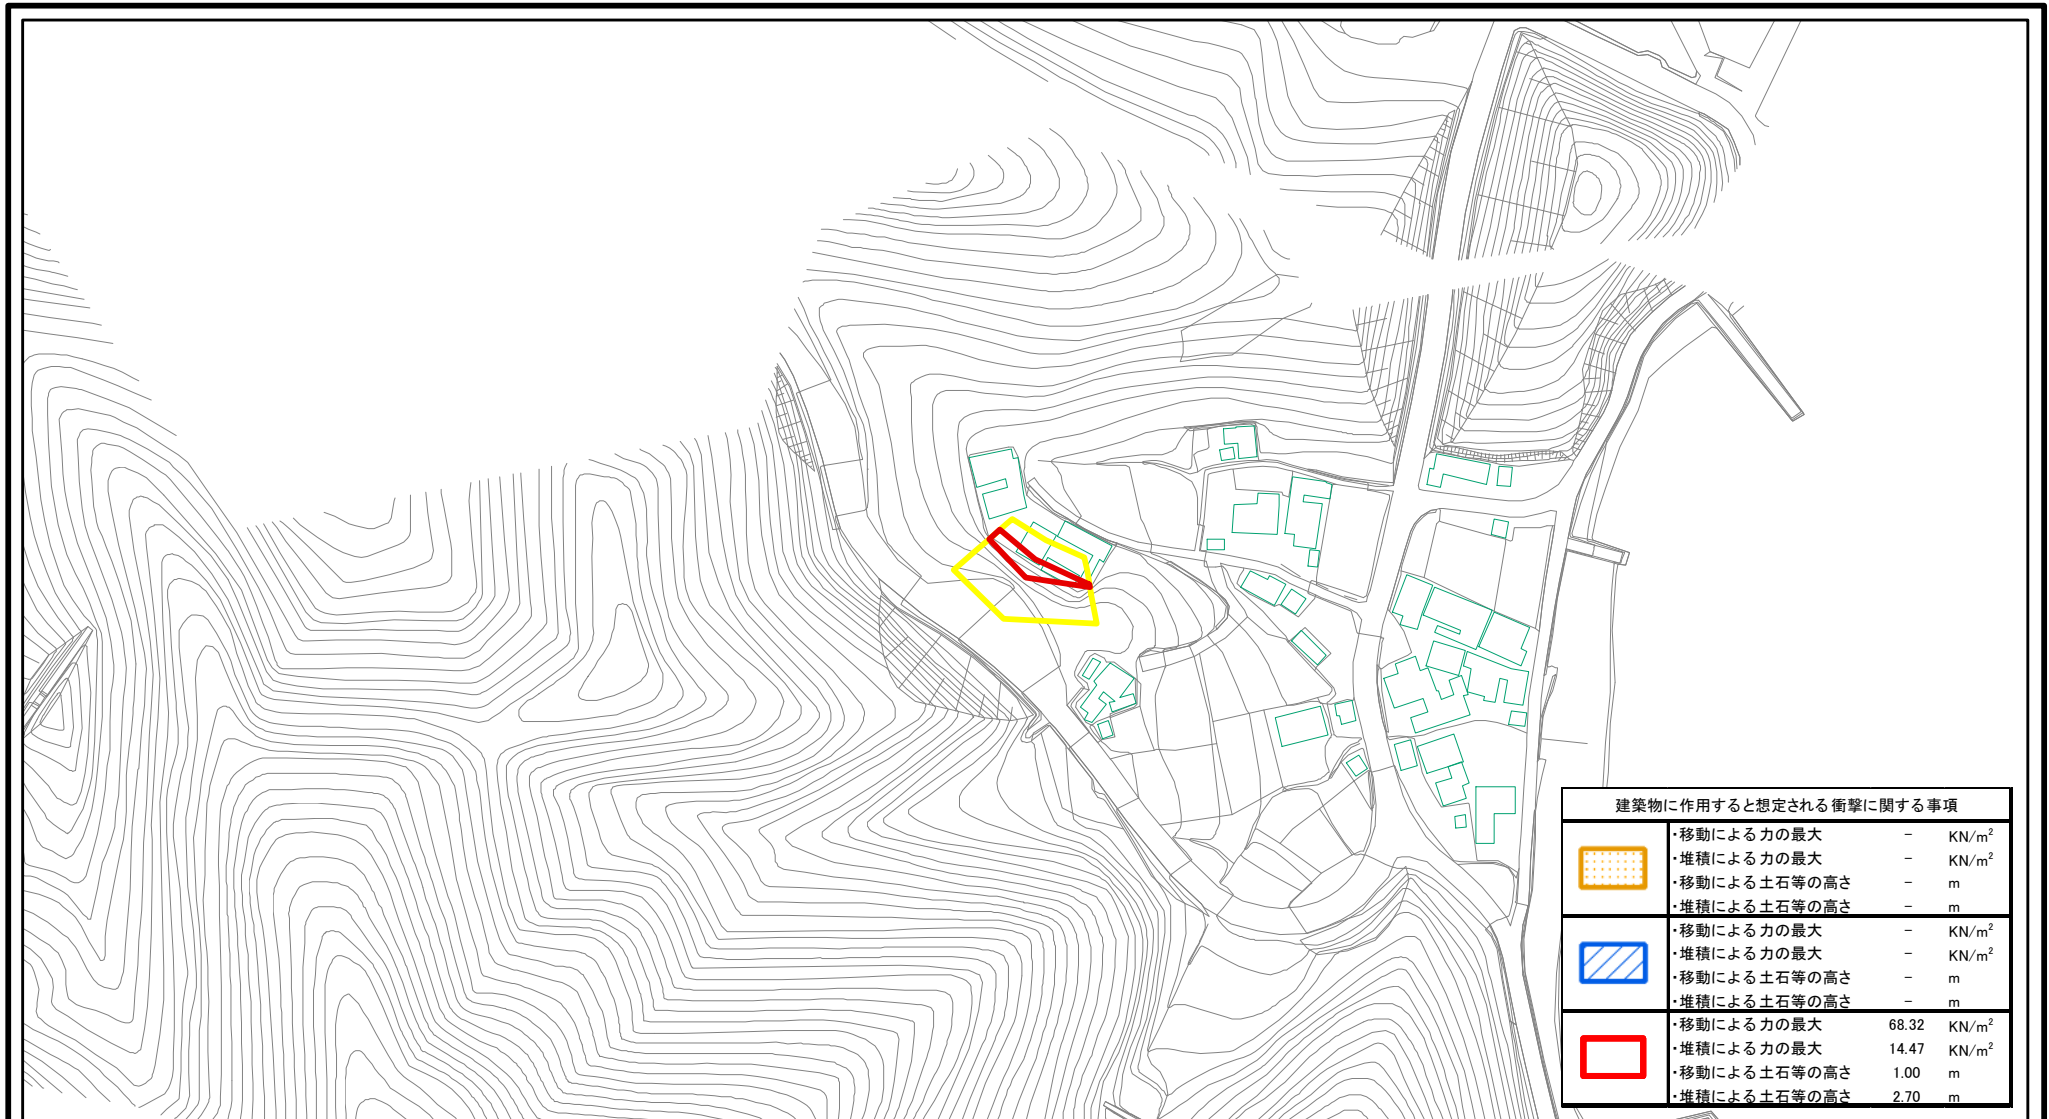 建築物に作用すると想定される衝撃に関する事項
・移動による力の最大 - KN/m²
・堆積による力の最大 - KN/m²
・移動による土石等の高さ - m
・堆積による土石等の高さ - m
・移動による力の最大 - KN/m²
・堆積による力の最大 - KN/m²
・移動による土石等の高さ - m
・堆積による土石等の高さ - m
・移動による力の最大 68.32 KN/m²
・堆積による力の最大 14.47 KN/m²
・移動による土石等の高さ 1.00 m
・堆積による土石等の高さ 2.70 m